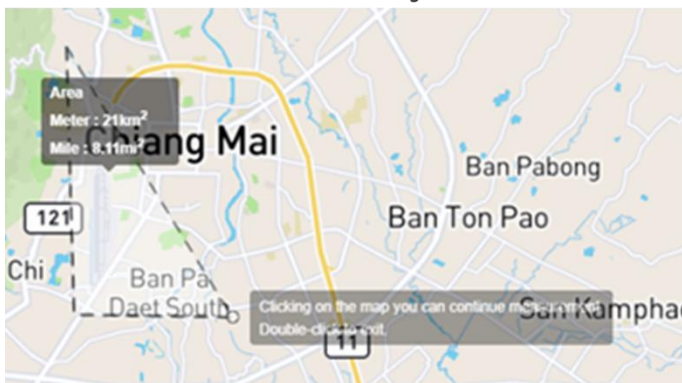 Area
Meter : 21km²
Mile : 8.11mi²
Chiang Mai
Ban Pabong
121
Ban Ton Pao
Chi
Ban Pa
Daet South
Clicking on the map you can continue
Double-click to exit
San Kamphae
11